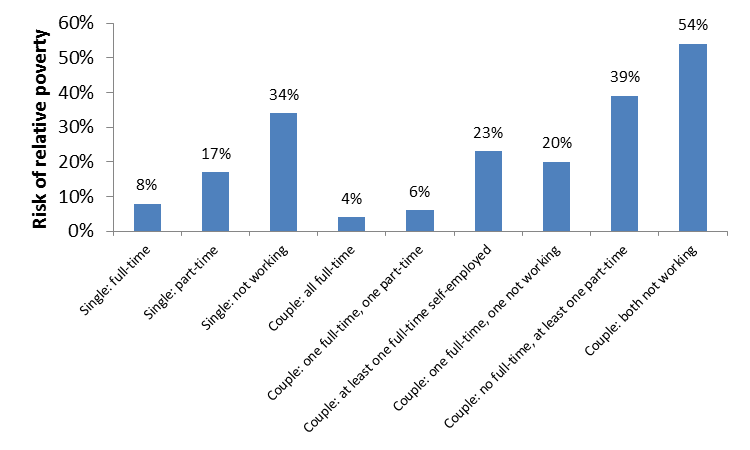 Risk of relative poverty
60%
50%
40%
30%
20%
10%
0%
8%
17%
34%
4%
6%
23%
20%
39%
54%
Single: full-time
Single: part-time
Single: not working
Couple: all full-time
Couple: one full-time, one part-time
Couple: at least one full-time self-employed
Couple: one full-time, one not working
Couple: no full-time, at least one part-time
Couple: both not working